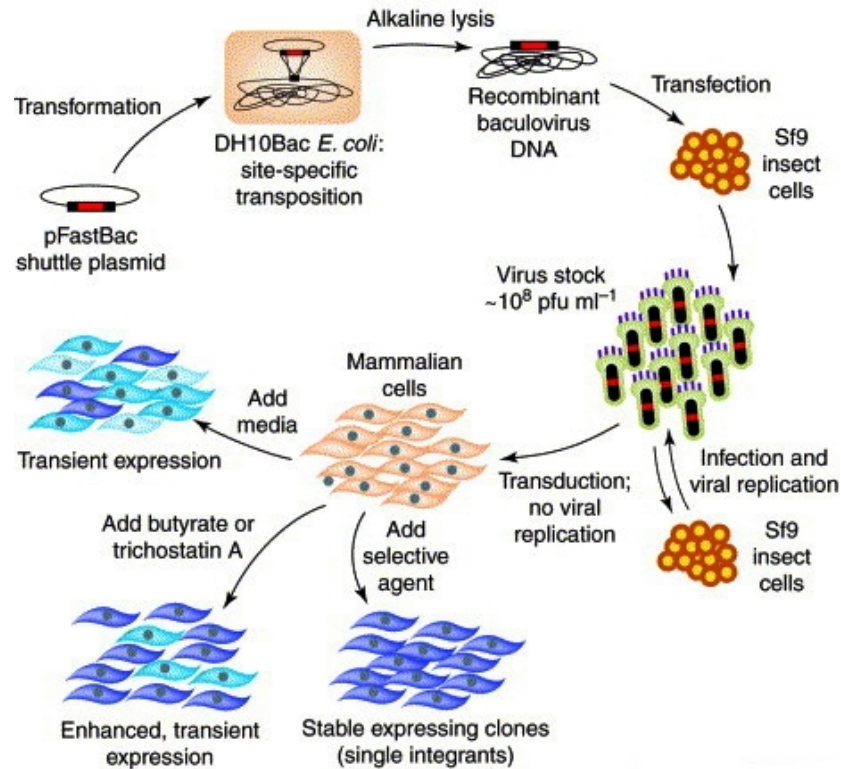 Alkaline lysis
Transformation
DH10Bac E. coli:
site-specific
transposition
Recombinant
baculovirus
DNA
Transfection
Sf9
insect
cells
pFastBac
shuttle plasmid
Virus stock
~10⁸ pfu ml⁻¹
Mammalian
cells
Add
media
Transient expression
Transduction;
no viral
replication
Infection and
viral replication
Sf9
insect
cells
Add butyrate or
trichostatin A
Add
selective
agent
Enhanced, transient
expression
Stable expressing clones
(single integrants)